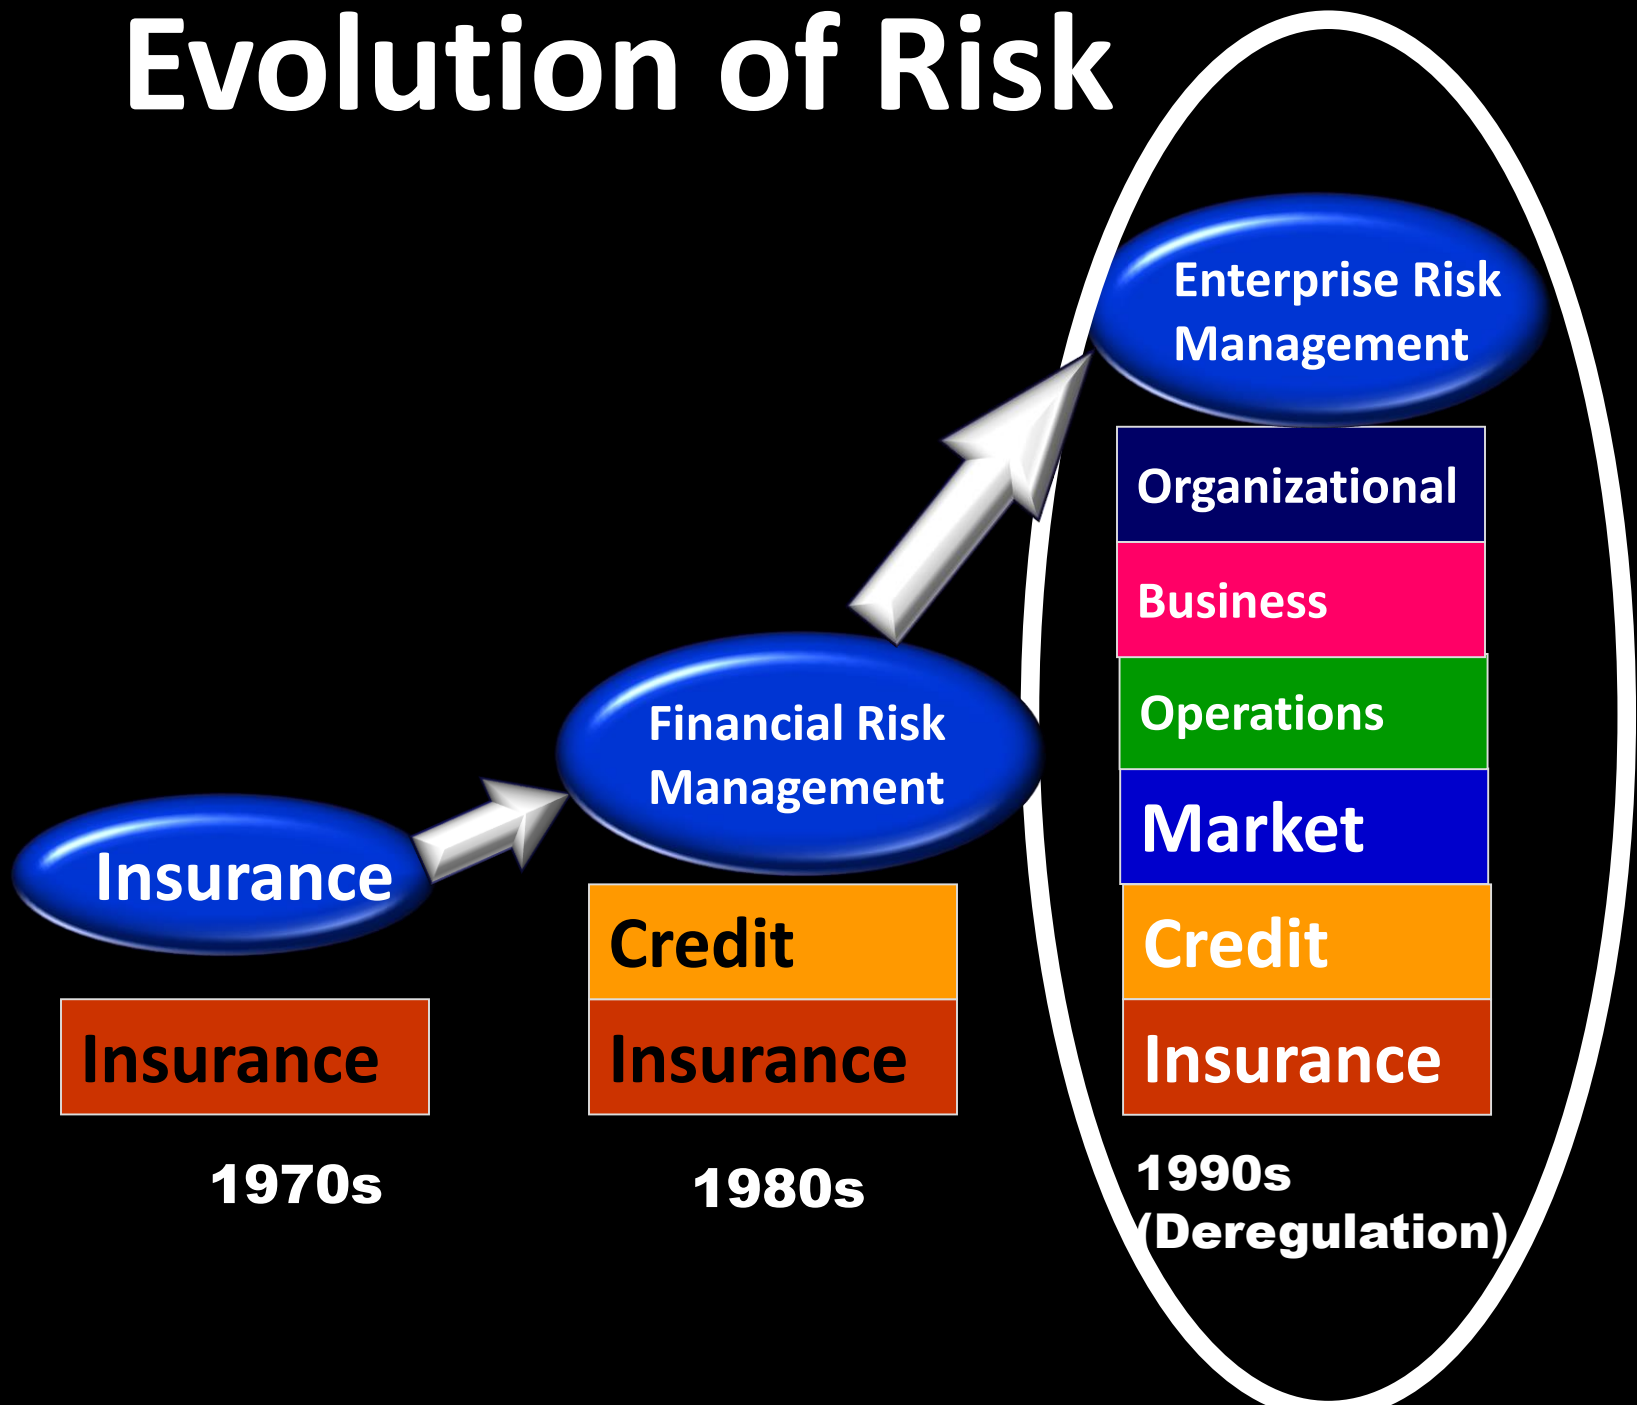 Evolution of Risk
Insurance
Insurance
1970s
Financial Risk
Management
Credit
Insurance
1980s
Enterprise Risk
Management
Organizational
Business
Operations
Market
Credit
Insurance
1990s
(Deregulation)